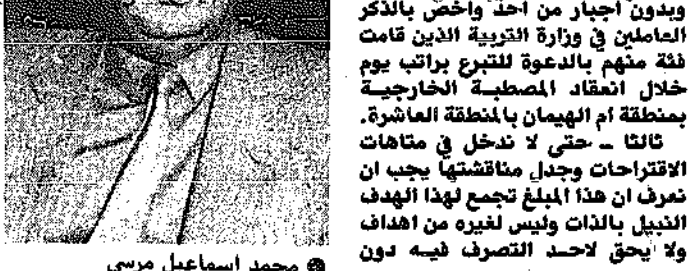 وبدون اجبار من احد واخص بالذكر
العاملين في وزارة التربية الذين قامت
فئة منهم بالدعوة للتبرع براتب يوم
خلال انعقاد المصطبة الخارجية
بمنطقة ام الهيمان بالمنطقة العاشرة.
ثالثا ــ حتى لا ندخل في متاهات
الاقتراحات وجدل مناقشتها يجب ان
نعرف ان هذا المبلغ تجمع لهذا الهدف
النبيل بالذات وليس لغيره من اهداف
ولا يحق لاحد التصرف فيه دون
● محمد اسماعيل مرسي